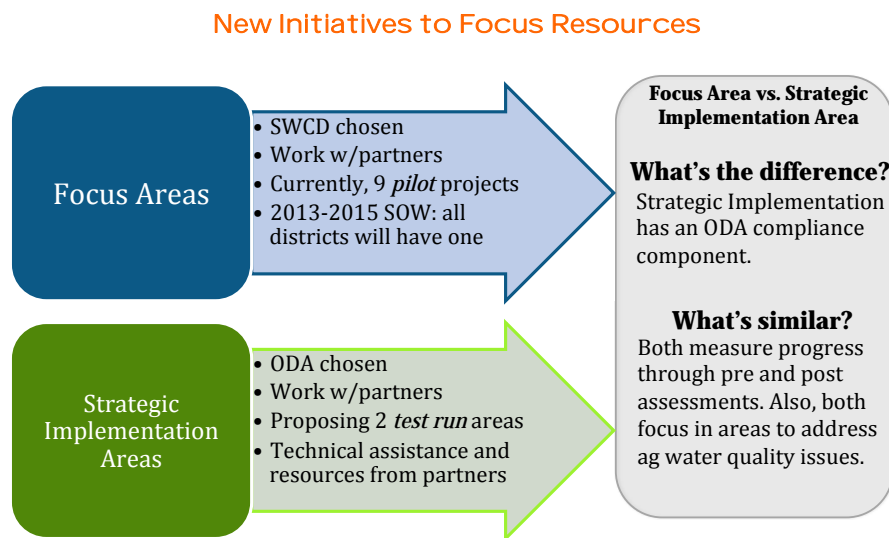 New Initiatives to Focus Resources
Focus Areas
• SWCD chosen
• Work w/partners
• Currently, 9 pilot projects
• 2013-2015 SOW: all
districts will have one
Strategic
Implementation
Areas
• ODA chosen
• Work w/partners
• Proposing 2 test run areas
• Technical assistance and
resources from partners
Focus Area vs. Strategic
Implementation Area
What's the difference?
Strategic Implementation
has an ODA compliance
component.
What's similar?
Both measure progress
through pre and post
assessments. Also, both
focus in areas to address
ag water quality issues.